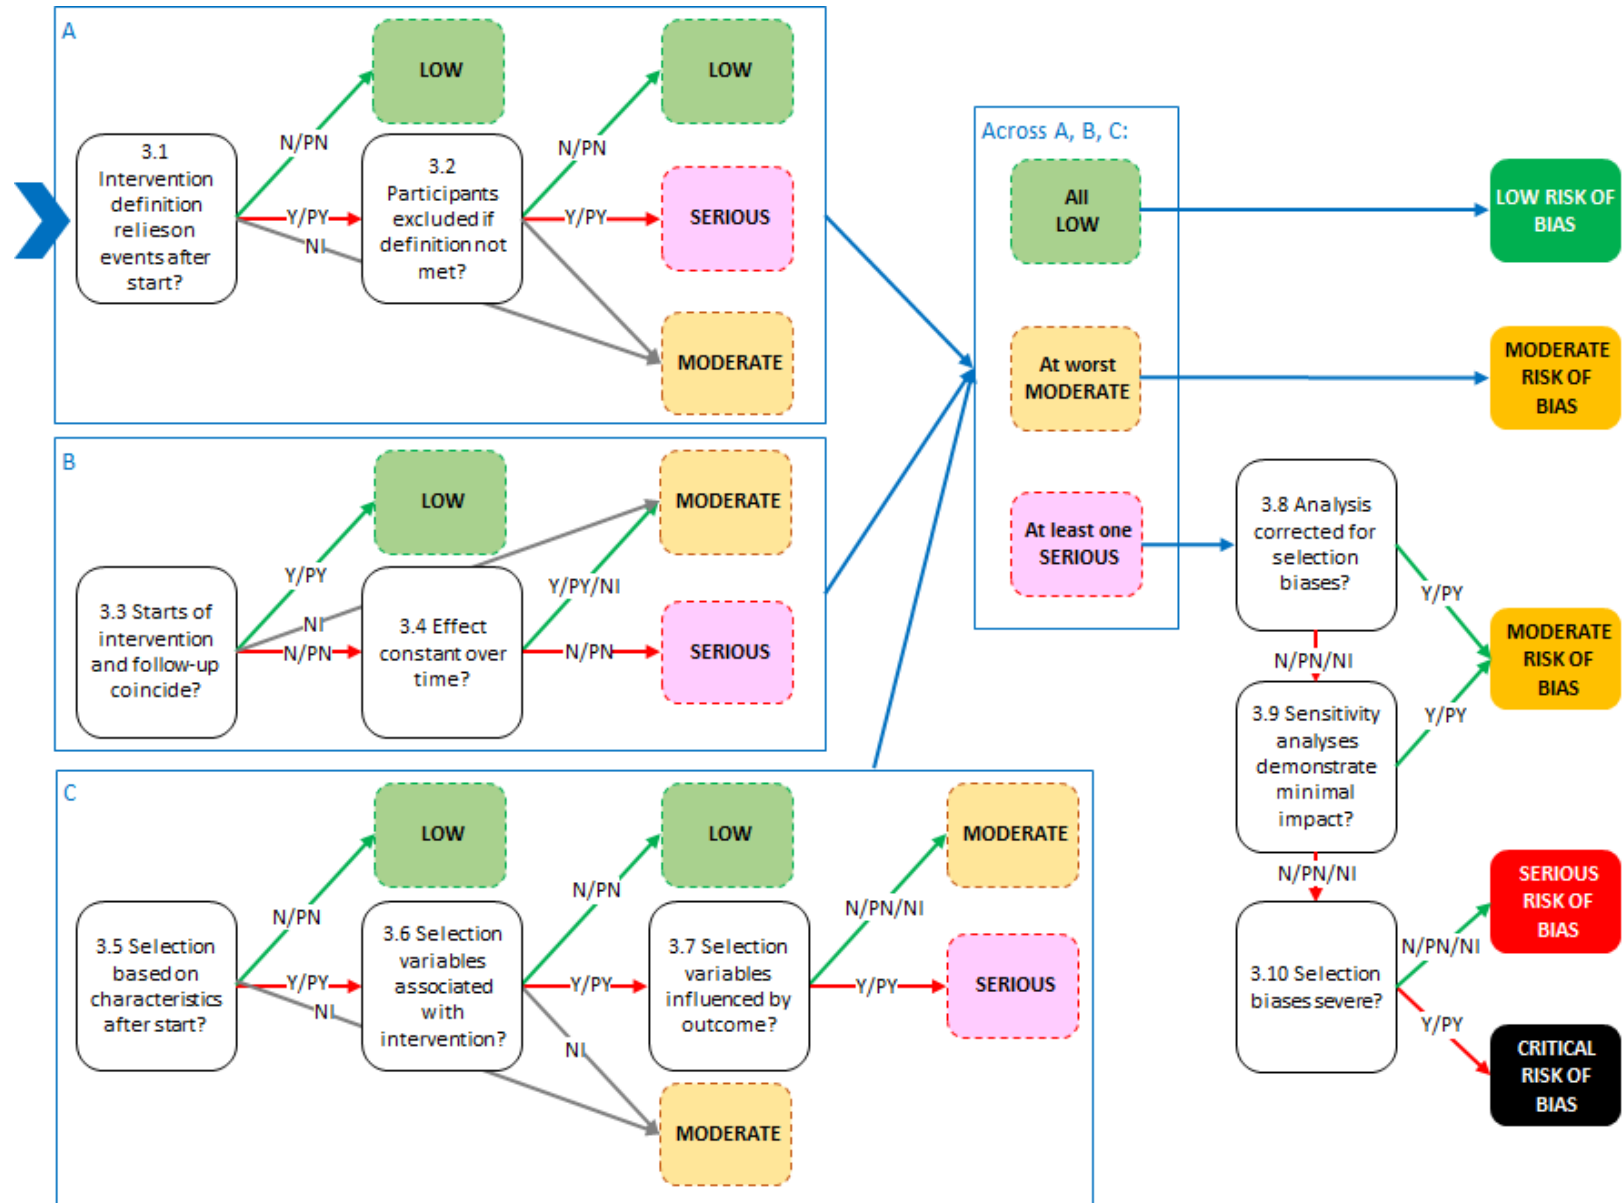 A
LOW
LOW
N/PN
N/PN
3.1
Intervention
definition
relieson
events after
start?
Y/PY
NI
3.2
Participants
excluded if
definition not
met?
Y/PY
SERIOUS
MODERATE
B
LOW
MODERATE
Y/PY
Y/PY/NI
NI
3.3 Starts of
intervention
and follow-up
coincide?
N/PN
3.4 Effect
constant over
time?
N/PN
SERIOUS
C
LOW
LOW
MODERATE
N/PN
N/PN
N/PN/NI
3.5 Selection
based on
characteristics
after start?
Y/PY
NI
3.6 Selection
variables
associated
with
intervention?
Y/PY
NI
3.7 Selection
variables
influenced by
outcome?
Y/PY
SERIOUS
MODERATE
Across A, B, C:
All
LOW
At worst
MODERATE
At least one
SERIOUS
LOW RISK OF
BIAS
MODERATE
RISK OF
BIAS
3.8 Analysis
corrected for
selection
biases?
Y/PY
N/PN/NI
MODERATE
RISK OF
BIAS
3.9 Sensitivity
analyses
demonstrate
minimal
impact?
Y/PY
N/PN/NI
3.10 Selection
biases severe?
N/PN/NI
Y/PY
SERIOUS
RISK OF
BIAS
CRITICAL
RISK OF
BIAS